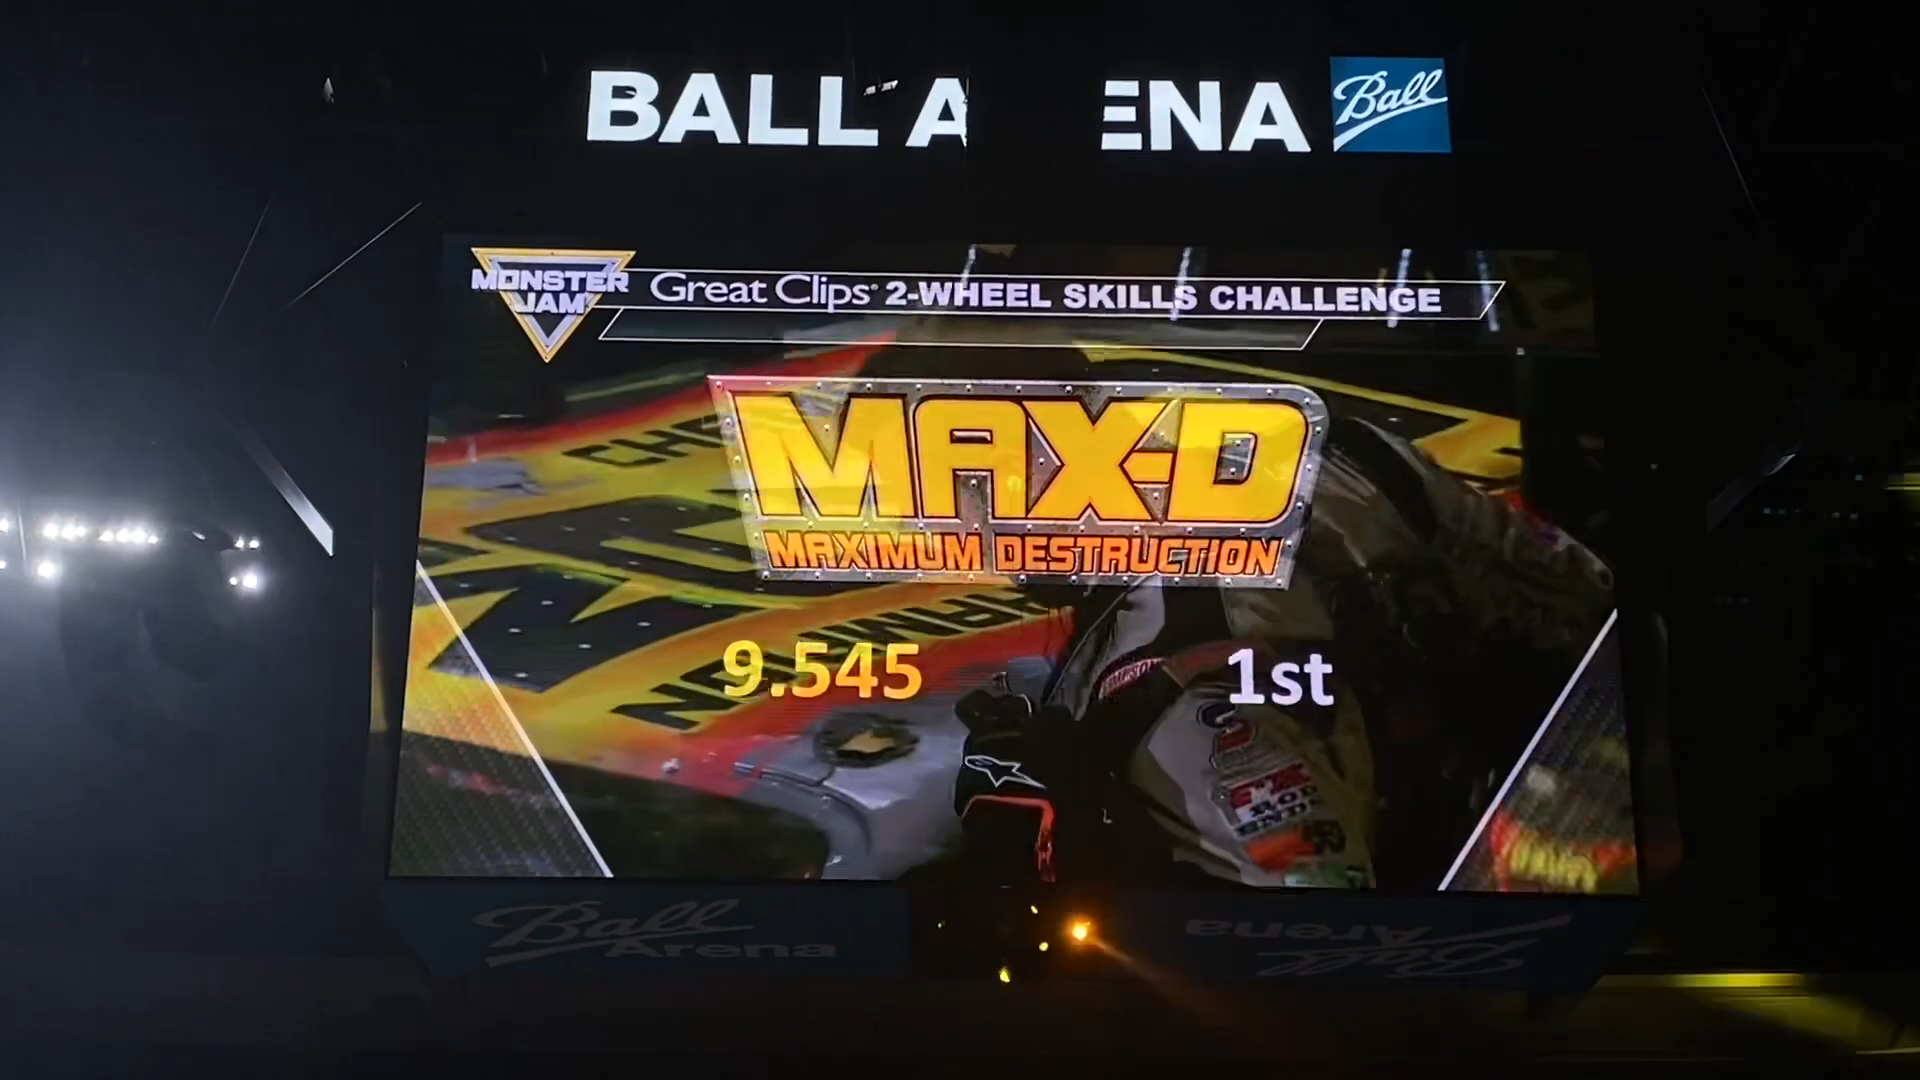 BALL A ENA Ball
MONSTER JAM
Great Clips® 2-WHEEL SKILLS CHALLENGE
MAX-D
MAXIMUM DESTRUCTION
9.545
1st
Ball
Arena
Ball
Arena